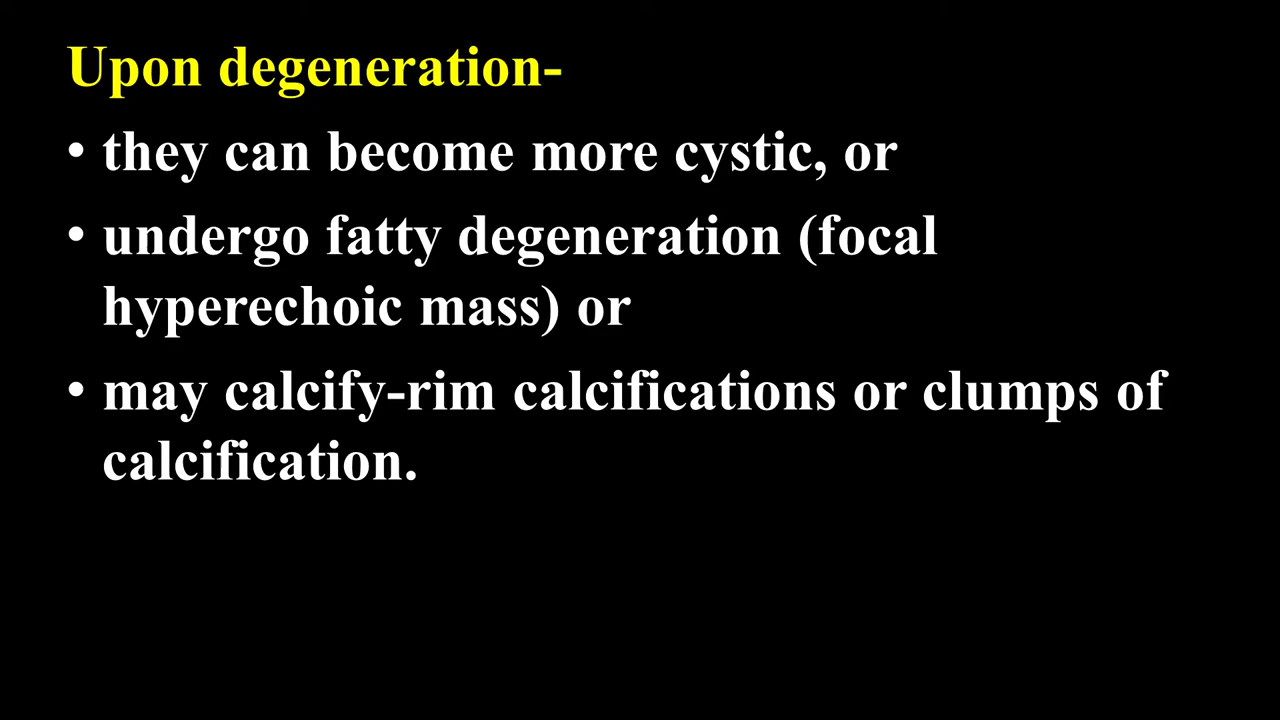 Upon degeneration-
• they can become more cystic, or
• undergo fatty degeneration (focal
hyperechoic mass) or
• may calcify-rim calcifications or clumps of
calcification.